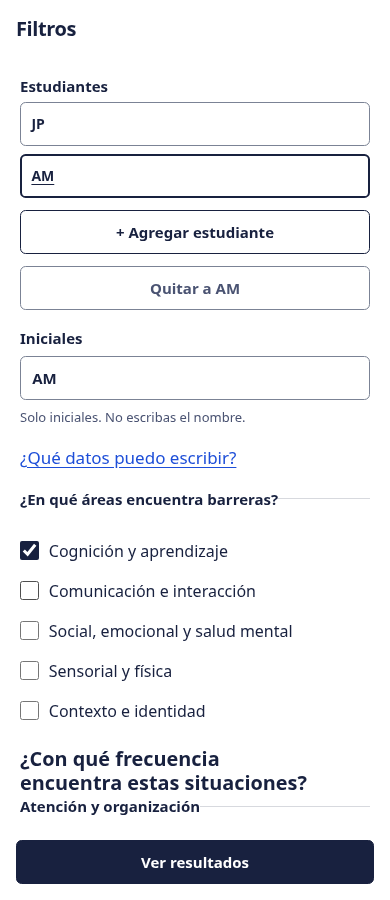 Filtros
Estudiantes
JP
AM
+ Agregar estudiante
Quitar a AM
Iniciales
AM
Solo iniciales. No escribas el nombre.
¿Qué datos puedo escribir?
¿En qué áreas encuentra barreras?
Cognición y aprendizaje
Comunicación e interacción
Social, emocional y salud mental
Sensorial y física
Contexto e identidad
¿Con qué frecuencia
encuentra estas situaciones?
Atención y organización
Ver resultados